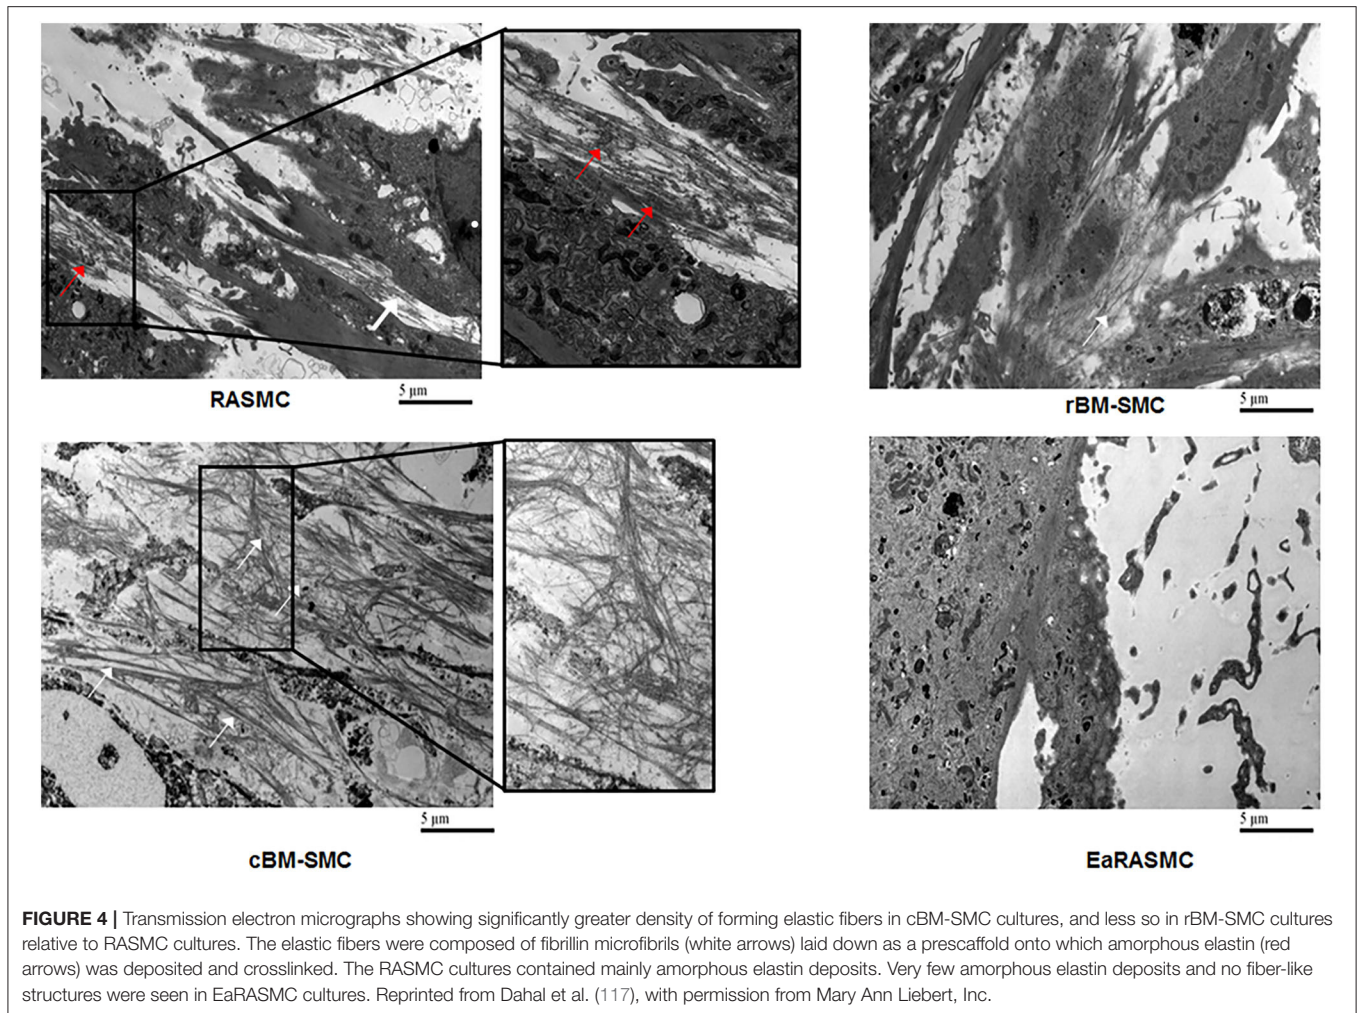 5 μm
RASMC
5 μm
rBM-SMC
5 μm
cBM-SMC
5 μm
EaRASMC
FIGURE 4 | Transmission electron micrographs showing significantly greater density of forming elastic fibers in cBM-SMC cultures, and less so in rBM-SMC cultures
relative to RASMC cultures. The elastic fibers were composed of fibrillin microfibrils (white arrows) laid down as a prescaffold onto which amorphous elastin (red
arrows) was deposited and crosslinked. The RASMC cultures contained mainly amorphous elastin deposits. Very few amorphous elastin deposits and no fiber-like
structures were seen in EaRASMC cultures. Reprinted from Dahal et al. (117), with permission from Mary Ann Liebert, Inc.